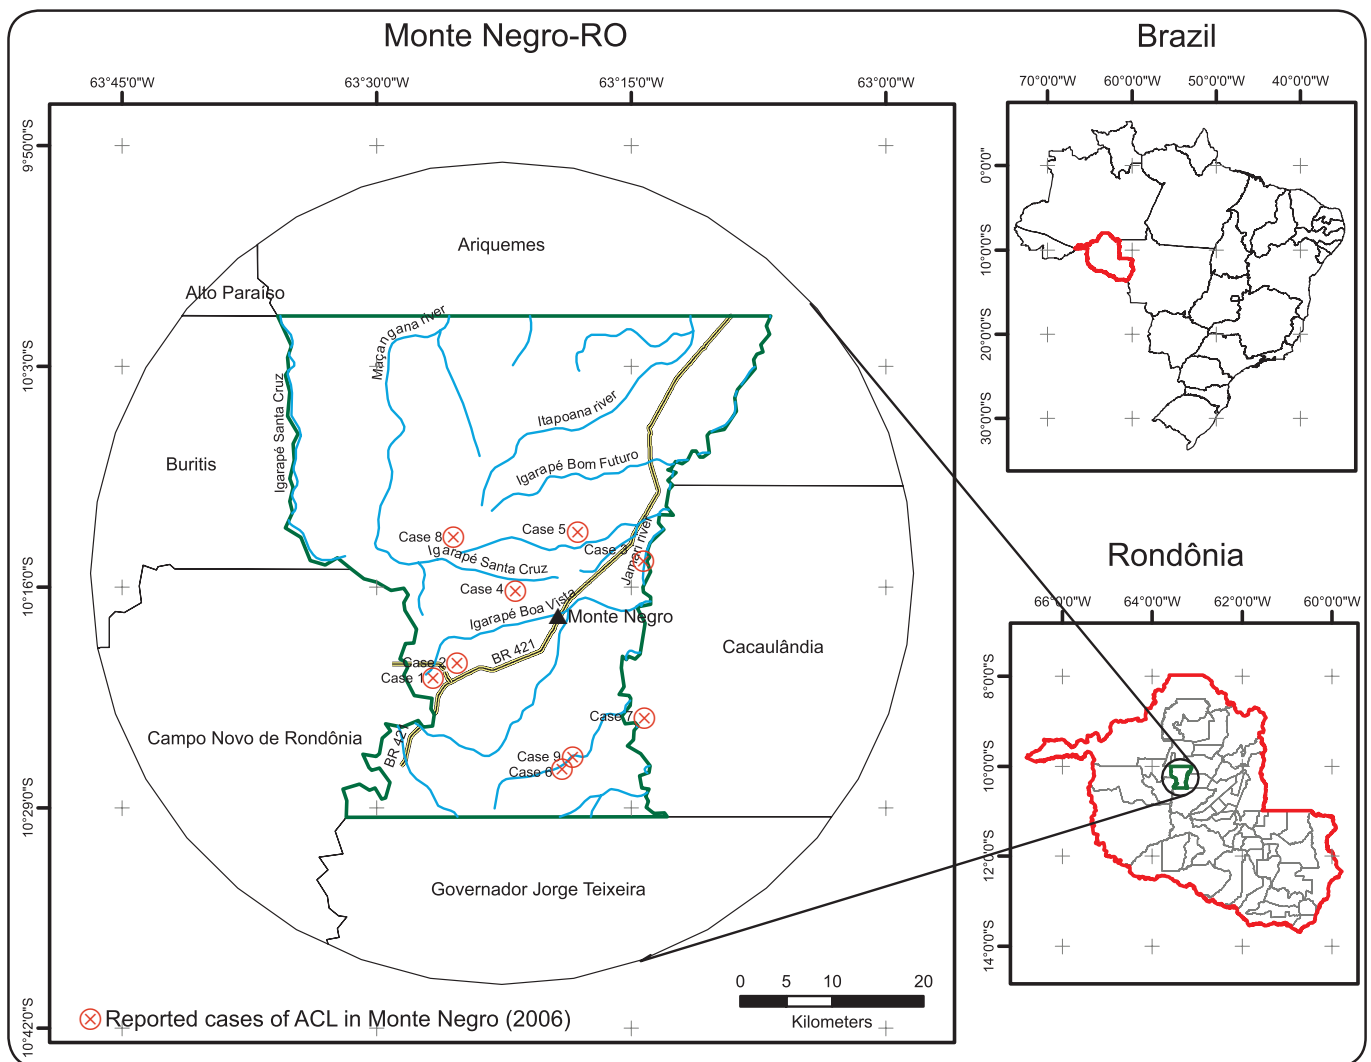 Monte Negro-RO
Brazil
63°45'0"W
63°30'0"W
63°15'0"W
63°0'0"W
70°0'0"W
60°0'0"W
50°0'0"W
40°0'0"W
9°50'0"S
10°3'0"S
10°16'0"S
10°29'0"S
10°42'0"S
0°0'0"
10°0'0"S
20°0'0"S
30°0'0"S
Ariquemes
Alto Paraíso
Maçangana river
Igarapé Santa Cruz
Itapoana river
Buritis
Igarapé Bom Futuro
Case 8
Case 5
Case 3
Jamari river
Igarapé Santa Cruz
Case 4
Igarapé Boa Vista
Monte Negro
Cacaulândia
BR 421
Case 2
Case 1
Case 7
Campo Novo de Rondônia
BR 421
Case 9
Case 6
Governador Jorge Teixeira
Rondônia
66°0'0"W
64°0'0"W
62°0'0"W
60°0'0"W
8°0'0"S
10°0'0"S
12°0'0"S
14°0'0"S
0 5 10 20
Kilometers
Reported cases of ACL in Monte Negro (2006)